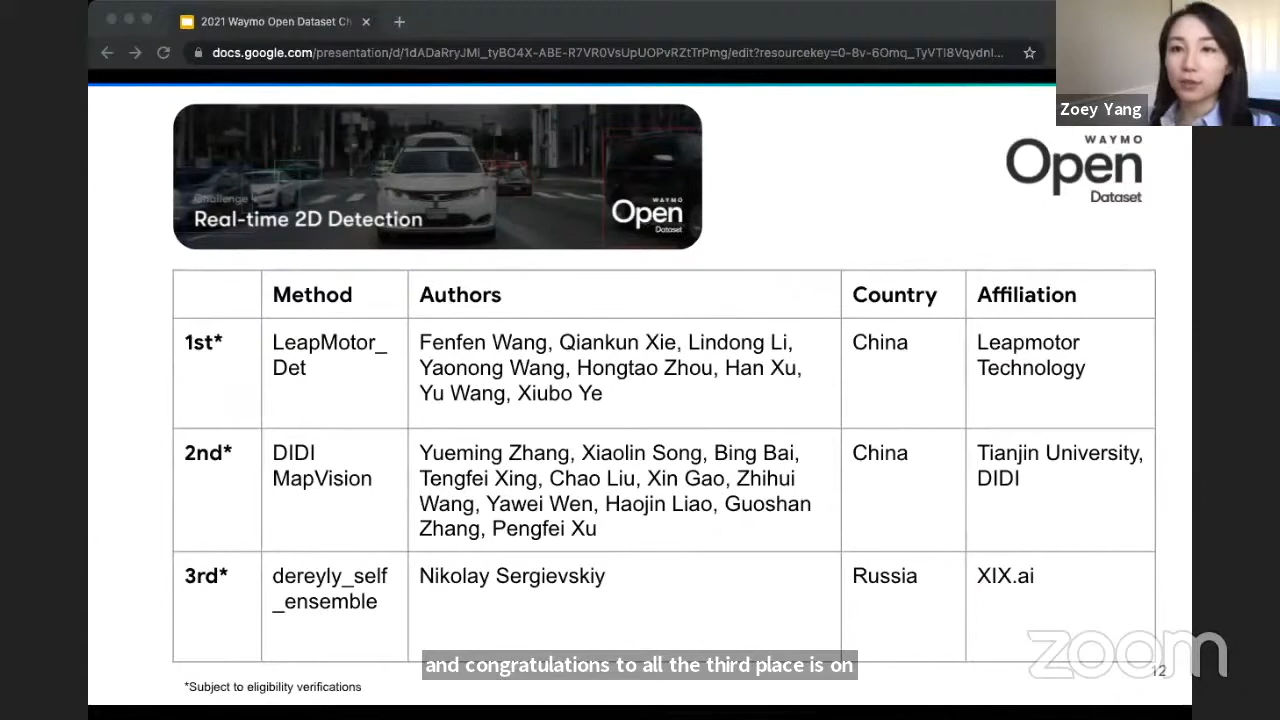 2021 Waymo Open Dataset Ch
docs.google.com/presentation/d/1dADaRryJMI_tyBO4X-ABE-R7VR0VsUpUOPvRZtTrPmg/edit?resourcekey=0-8v-6Omq_TyVTI8VqydnI...
Zoey Yang
Challenge
Real-time 2D Detection
WAYMO
Open
Dataset
WAYMO
Open
Dataset
Method Authors Country Affiliation
1st* LeapMotor_ Fenfen Wang, Qiankun Xie, Lindong Li, China Leapmotor
Det Yaonong Wang, Hongtao Zhou, Han Xu, Technology
Yu Wang, Xiubo Ye
2nd* DIDI Yueming Zhang, Xiaolin Song, Bing Bai, China Tianjin University,
MapVision Tengfei Xing, Chao Liu, Xin Gao, Zhihui DIDI
Wang, Yawei Wen, Haojin Liao, Guoshan
Zhang, Pengfei Xu
3rd* dereyly_self Nikolay Sergievskiy Russia XIX.ai
_ensemble
zoom
and congratulations to all the third place is on
12
*Subject to eligibility verifications